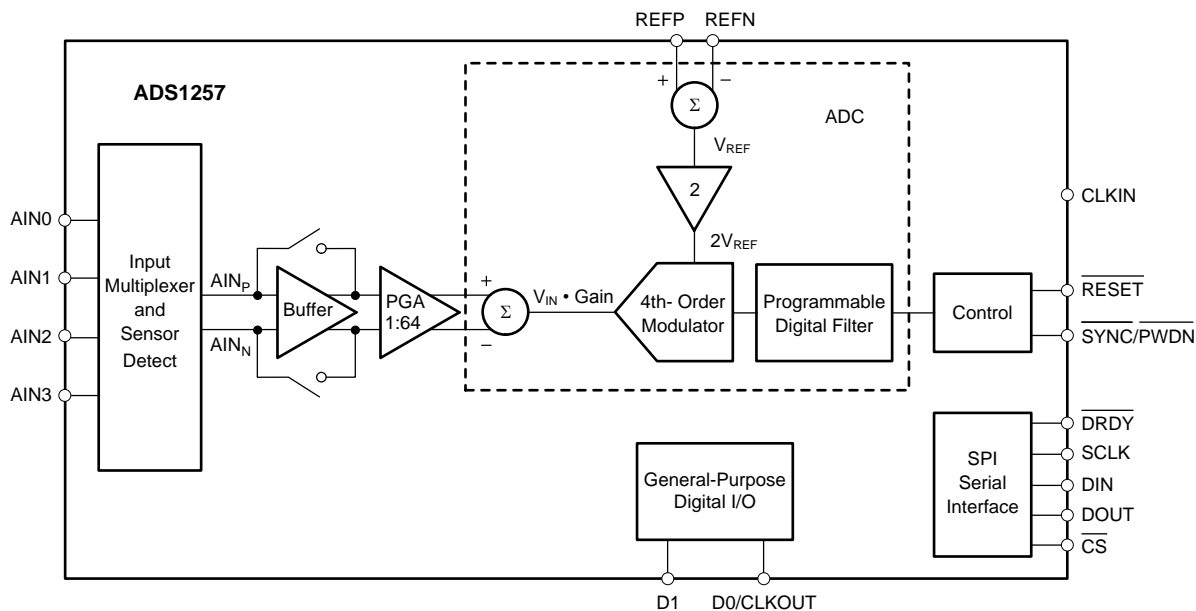 REFP
REFN
ADS1257
+
−
Σ
ADC
VREF
2
2VREF
CLKIN
AIN0
AIN1
AIN2
AIN3
Input
Multiplexer
and
Sensor
Detect
AINP
AINN
Buffer
PGA
1:64
+
Σ
−
VIN • Gain
4th- Order
Modulator
Programmable
Digital Filter
Control
RESET
SYNC/PWDN
General-Purpose
Digital I/O
SPI
Serial
Interface
DRDY
SCLK
DIN
DOUT
CS
D1
D0/CLKOUT